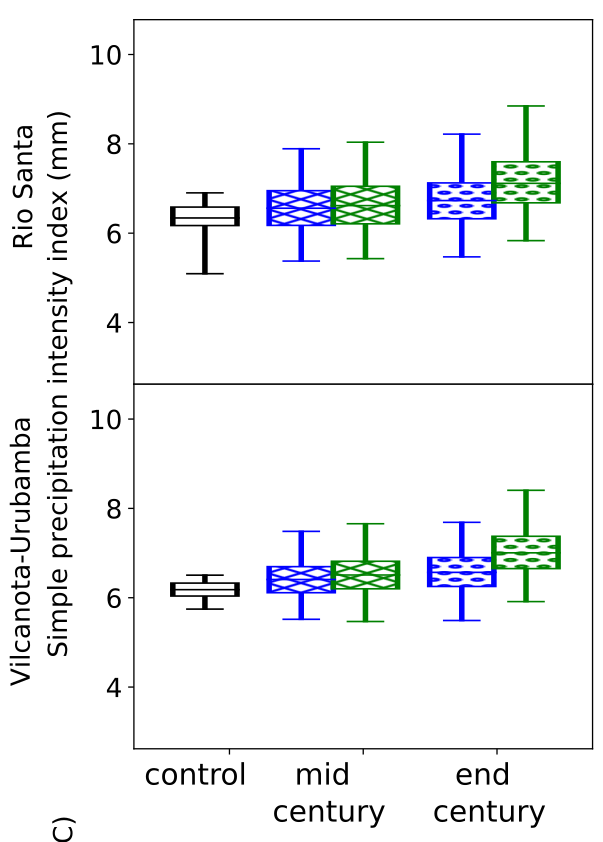 Rio Santa
Simple precipitation intensity index (mm)
Vilcanota-Urubamba
10
8
6
4
10
8
6
4
control
mid century
end century
C)